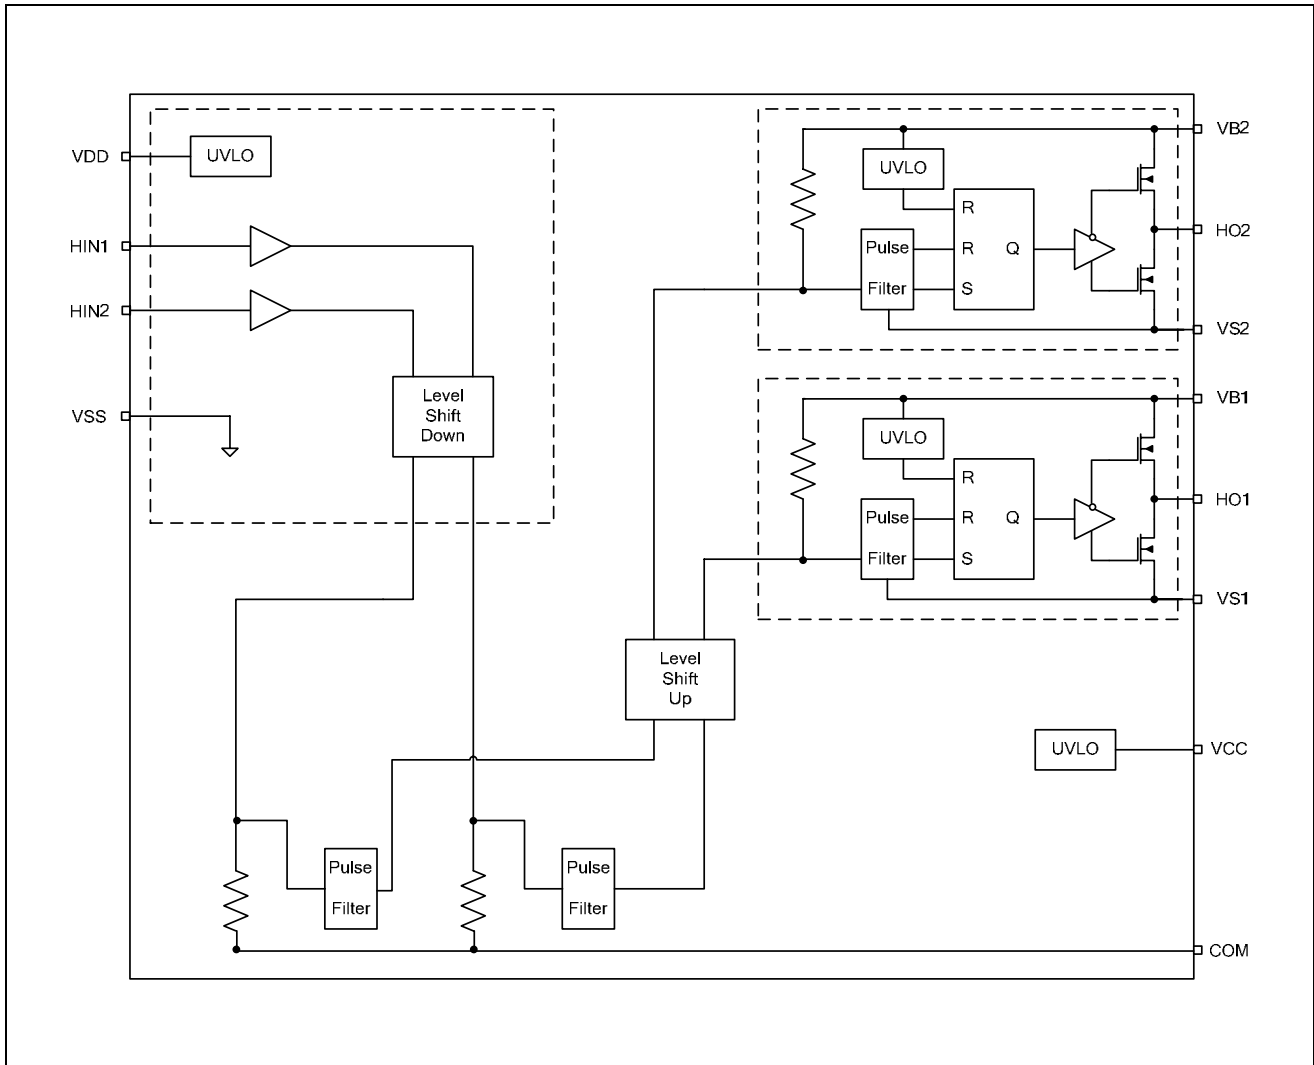 VDD
UVLO
HIN1
HIN2
VSS
Level
Shift
Down
VB2
UVLO
R
Pulse
R
Q
Filter
S
HO2
VS2
VB1
UVLO
R
Pulse
R
Q
Filter
S
HO1
VS1
Level
Shift
Up
UVLO
VCC
Pulse
Filter
Pulse
Filter
COM